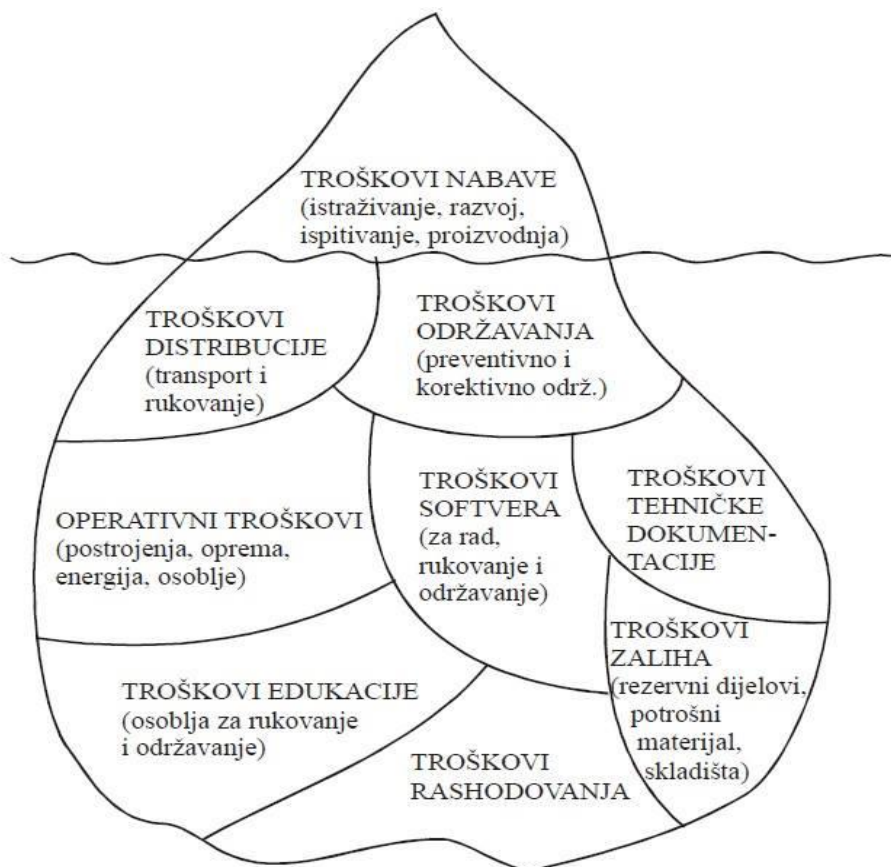 TROŠKOVI NABAVE
(istraživanje, razvoj,
ispitivanje, proizvodnja)
TROŠKOVI
DISTRIBUCIJE
(transport i
rukovanje)
TROŠKOVI
ODRŽAVANJA
(preventivno i
korektivno održ.)
OPERATIVNI TROŠKOVI
(postrojenja, oprema,
energija, osoblje)
TROŠKOVI
SOFTVERA
(za rad,
rukovanje i
održavanje)
TROŠKOVI
TEHNIČKE
DOKUMEN-
TACIJE
TROŠKOVI
ZALIHA
(rezervni dijelovi,
potrošni
materijal,
skladišta)
TROŠKOVI EDUKACIJE
(osoblja za rukovanje
i održavanje)
TROŠKOVI
RASHODOVANJA